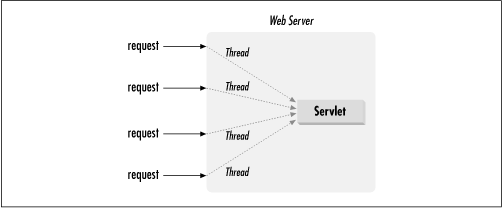 Web Server
request
Thread
request
Thread
Servlet
request
Thread
request
Thread